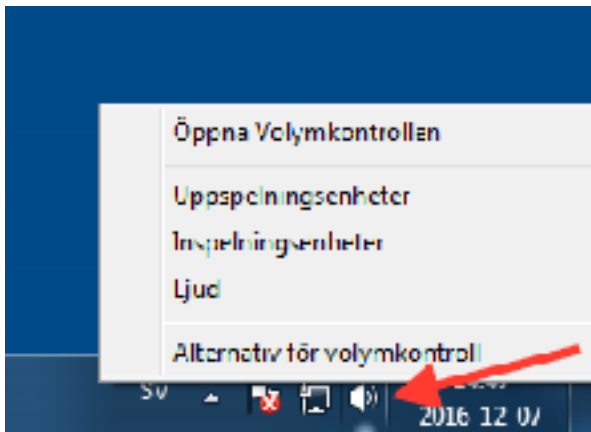 Öppna Volymkontrollen
Uppspelningsenheter
Inspelningsenheter
Ljud
Alternativ för volymkontroll
SV
2016-12-07